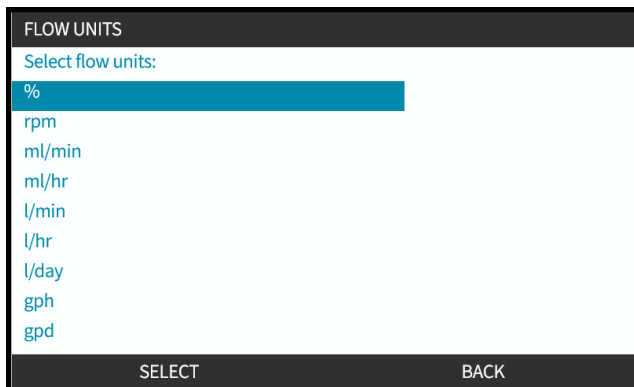 FLOW UNITS
Select flow units:
%
rpm
ml/min
ml/hr
l/min
l/hr
l/day
gph
gpd
SELECT BACK